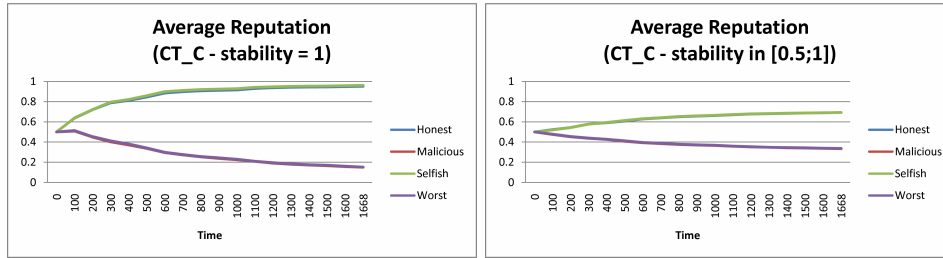 Average Reputation
(CT_C - stability = 1)
1
0.8
0.6
0.4
0.2
0
0 100 200 300 400 500 600 700 800 900 1000 1100 1200 1300 1400 1500 1600 1668
Time
Honest
Malicious
Selfish
Worst
Average Reputation
(CT_C - stability in [0.5;1])
1
0.8
0.6
0.4
0.2
0
0 100 200 300 400 500 600 700 800 900 1000 1100 1200 1300 1400 1500 1600 1668
Time
Honest
Malicious
Selfish
Worst